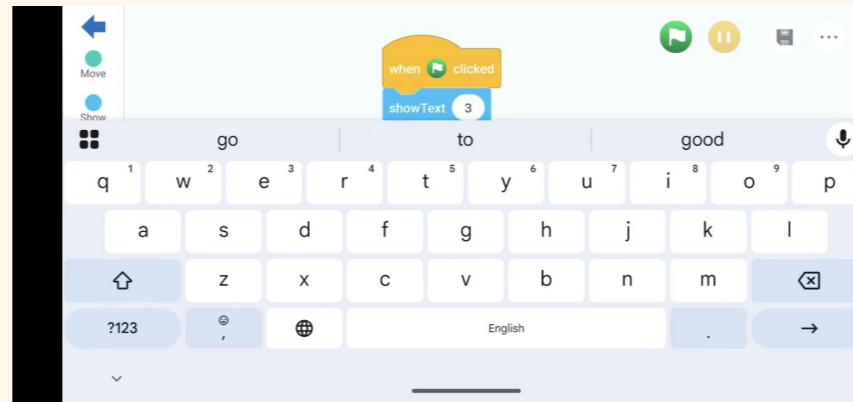 Move
when clicked
showText 3
Show
go to good
q 1 w 2 e 3 r 4 t 5 y 6 u 7 i 8 o 9 p
a s d f g h j k l
z x c v b n m
?123 , English .